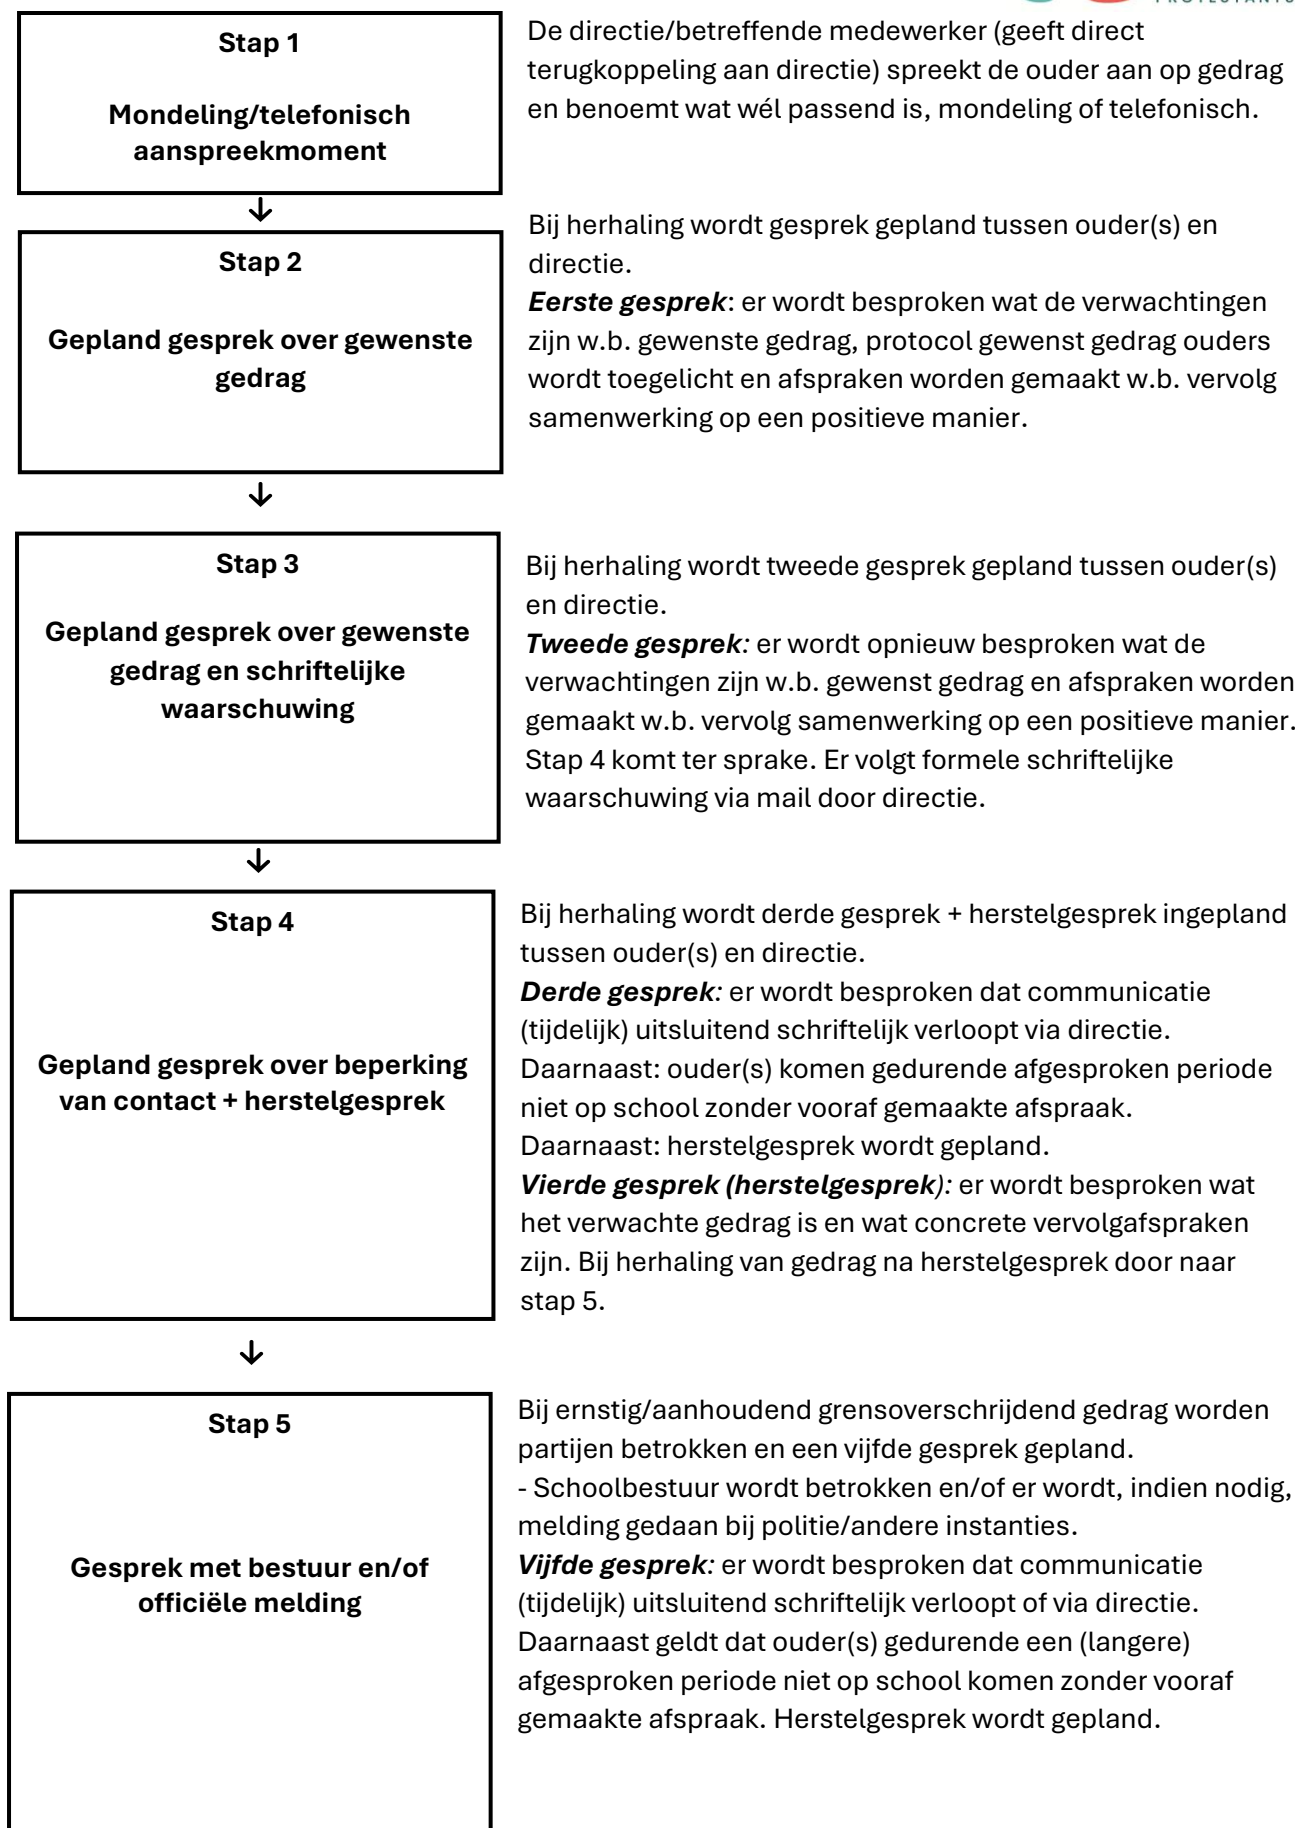 Stap 1
Mondeling/telefonisch
aanspreekmoment
De directie/betreffende medewerker (geeft direct
terugkoppeling aan directie) spreekt de ouder aan op gedrag
en benoemt wat wél passend is, mondeling of telefonisch.
Stap 2
Gepland gesprek over gewenste
gedrag
Bij herhaling wordt gesprek gepland tussen ouder(s) en
directie.
Eerste gesprek: er wordt besproken wat de verwachtingen
zijn w.b. gewenste gedrag, protocol gewenst gedrag ouders
wordt toegelicht en afspraken worden gemaakt w.b. vervolg
samenwerking op een positieve manier.
Stap 3
Gepland gesprek over gewenste
gedrag en schriftelijke
waarschuwing
Bij herhaling wordt tweede gesprek gepland tussen ouder(s)
en directie.
Tweede gesprek: er wordt opnieuw besproken wat de
verwachtingen zijn w.b. gewenst gedrag en afspraken worden
gemaakt w.b. vervolg samenwerking op een positieve manier.
Stap 4 komt ter sprake. Er volgt formele schriftelijke
waarschuwing via mail door directie.
Stap 4
Gepland gesprek over beperking
van contact + herstelgesprek
Bij herhaling wordt derde gesprek + herstelgesprek ingepland
tussen ouder(s) en directie.
Derde gesprek: er wordt besproken dat communicatie
(tijdelijk) uitsluitend schriftelijk verloopt via directie.
Daarnaast: ouder(s) komen gedurende afgesproken periode
niet op school zonder vooraf gemaakte afspraak.
Daarnaast: herstelgesprek wordt gepland.
Vierde gesprek (herstelgesprek): er wordt besproken wat
het verwachte gedrag is en wat concrete vervolgafspraken
zijn. Bij herhaling van gedrag na herstelgesprek door naar
stap 5.
Stap 5
Gesprek met bestuur en/of
officiële melding
Bij ernstig/aanhoudend grensoverschrijdend gedrag worden
partijen betrokken en een vijfde gesprek gepland.
- Schoolbestuur wordt betrokken en/of er wordt, indien nodig,
melding gedaan bij politie/andere instanties.
Vijfde gesprek: er wordt besproken dat communicatie
(tijdelijk) uitsluitend schriftelijk verloopt of via directie.
Daarnaast geldt dat ouder(s) gedurende een (langere)
afgesproken periode niet op school komen zonder vooraf
gemaakte afspraak. Herstelgesprek wordt gepland.